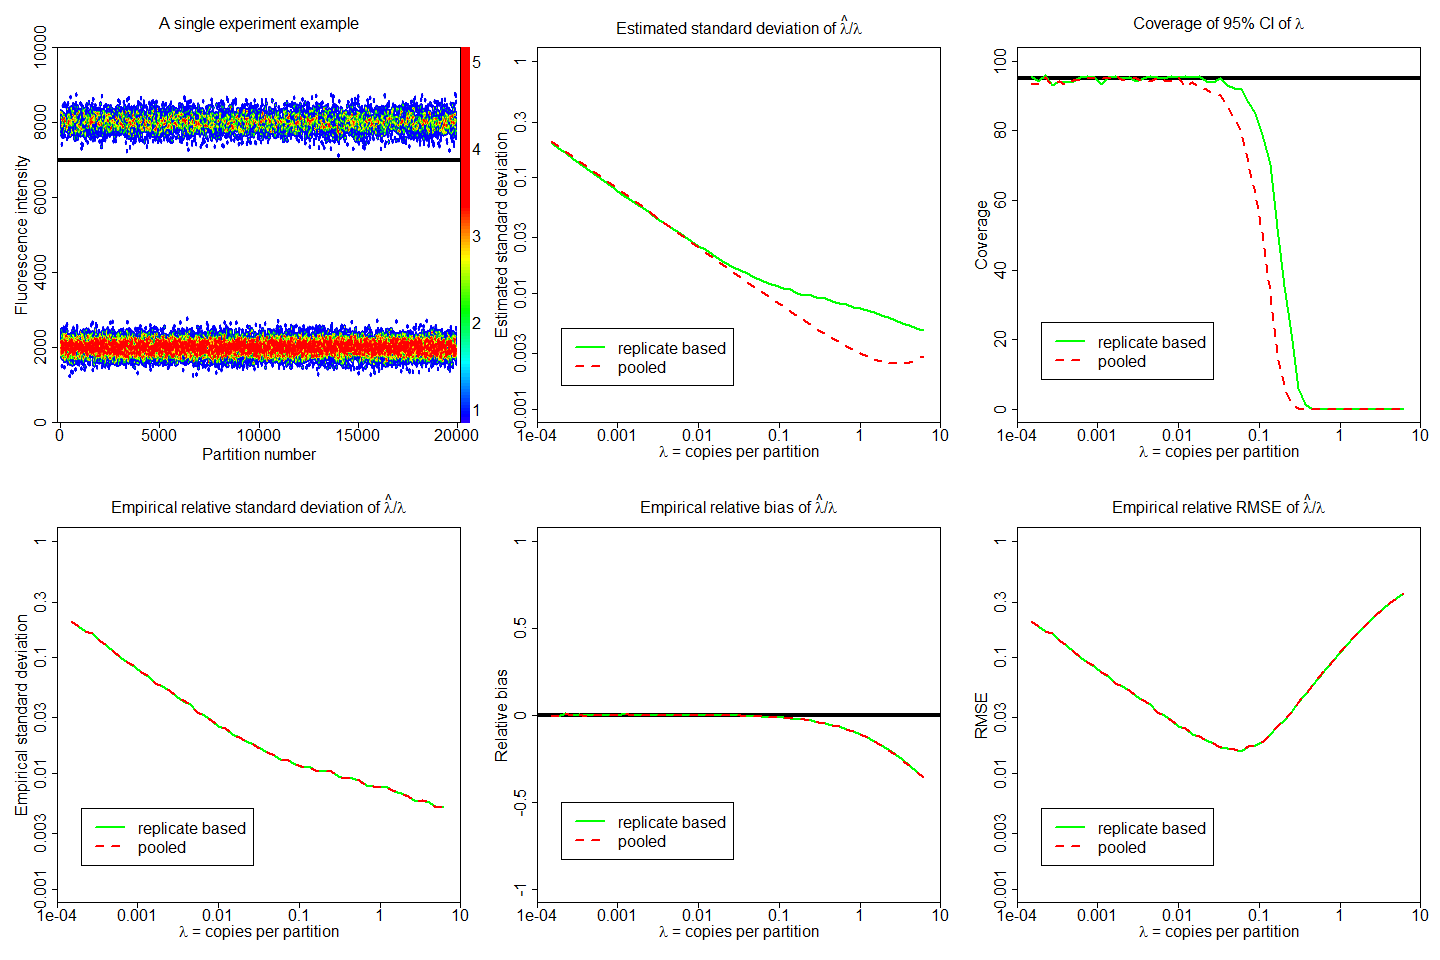 A single experiment example
Fluorescence intensity
0
2000
4000
6000
8000
10000
0
5000
10000
15000
20000
Partition number
5
4
3
2
1
Estimated standard deviation of λ̂/λ
Estimated standard deviation
1
0.3
0.1
0.03
0.01
0.003
0.001
replicate based
pooled
1e-04
0.001
0.01
0.1
1
10
λ = copies per partition
Coverage of 95% CI of λ
Coverage
100
80
60
40
20
0
replicate based
pooled
1e-04
0.001
0.01
0.1
1
10
λ = copies per partition
Empirical relative standard deviation of λ̂/λ
Empirical standard deviation
1
0.3
0.1
0.03
0.01
0.003
0.001
replicate based
pooled
1e-04
0.001
0.01
0.1
1
10
λ = copies per partition
Empirical relative bias of λ̂/λ
Relative bias
1
0.5
0
-0.5
-1
replicate based
pooled
1e-04
0.001
0.01
0.1
1
10
λ = copies per partition
Empirical relative RMSE of λ̂/λ
RMSE
1
0.3
0.1
0.03
0.01
0.003
0.001
replicate based
pooled
1e-04
0.001
0.01
0.1
1
10
λ = copies per partition